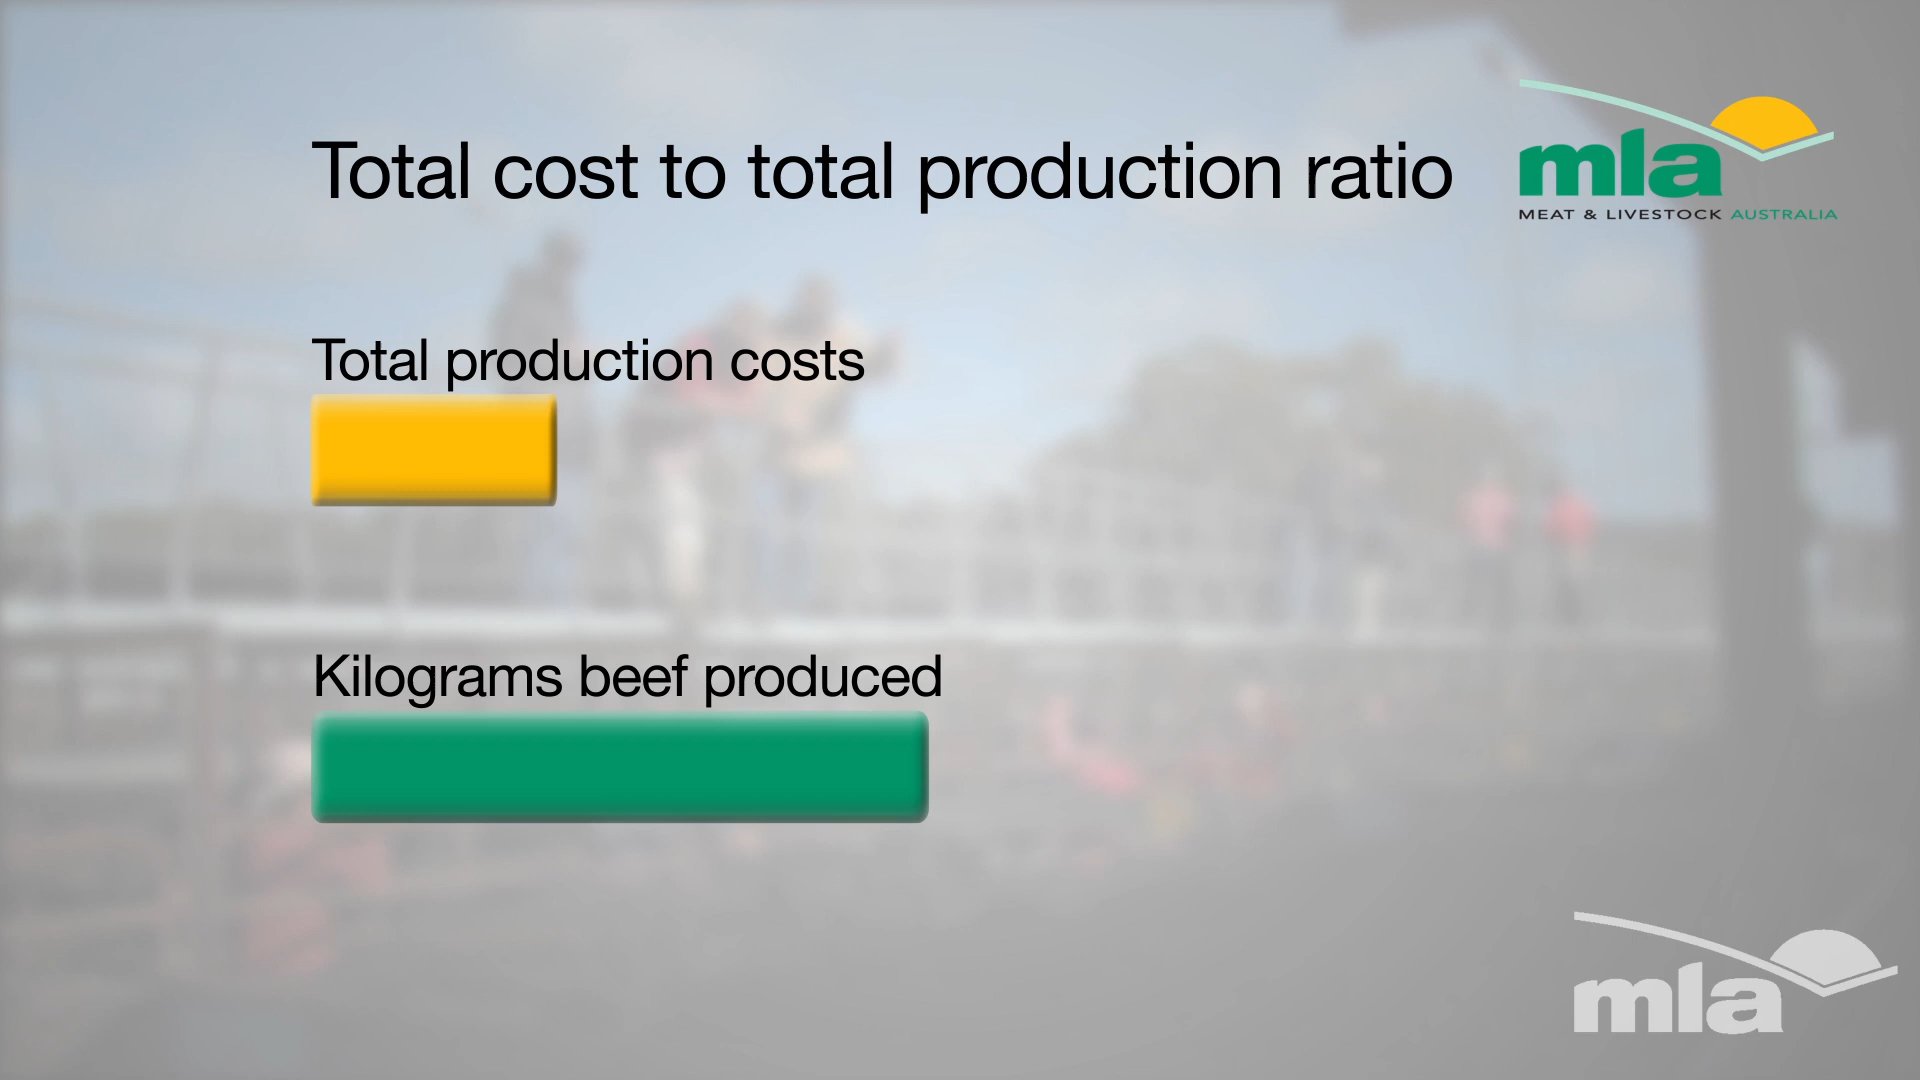 Total cost to total production ratio
mla
MEAT & LIVESTOCK AUSTRALIA
Total production costs
Kilograms beef produced
mla